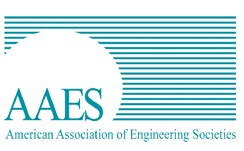 AAES
American Association of Engineering Societies